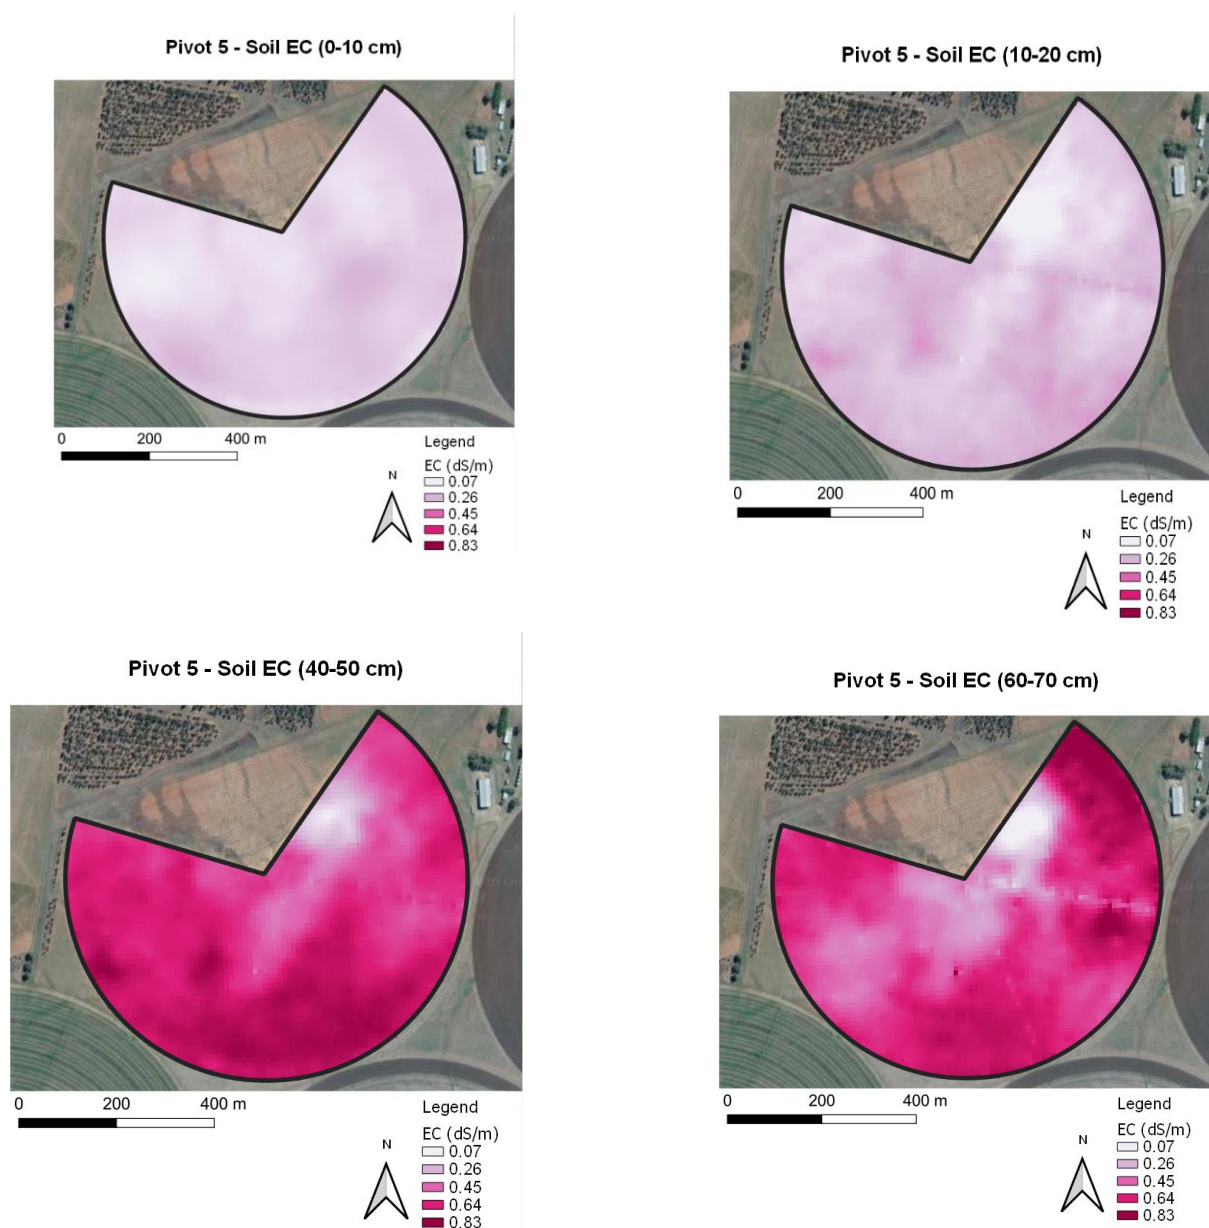 Pivot 5 - Soil EC (0-10 cm)
0 200 400 m
N
Legend
EC (dS/m)
0.07
0.26
0.45
0.64
0.83
Pivot 5 - Soil EC (10-20 cm)
0 200 400 m
N
Legend
EC (dS/m)
0.07
0.26
0.45
0.64
0.83
Pivot 5 - Soil EC (40-50 cm)
0 200 400 m
N
Legend
EC (dS/m)
0.07
0.26
0.45
0.64
0.83
Pivot 5 - Soil EC (60-70 cm)
0 200 400 m
N
Legend
EC (dS/m)
0.07
0.26
0.45
0.64
0.83